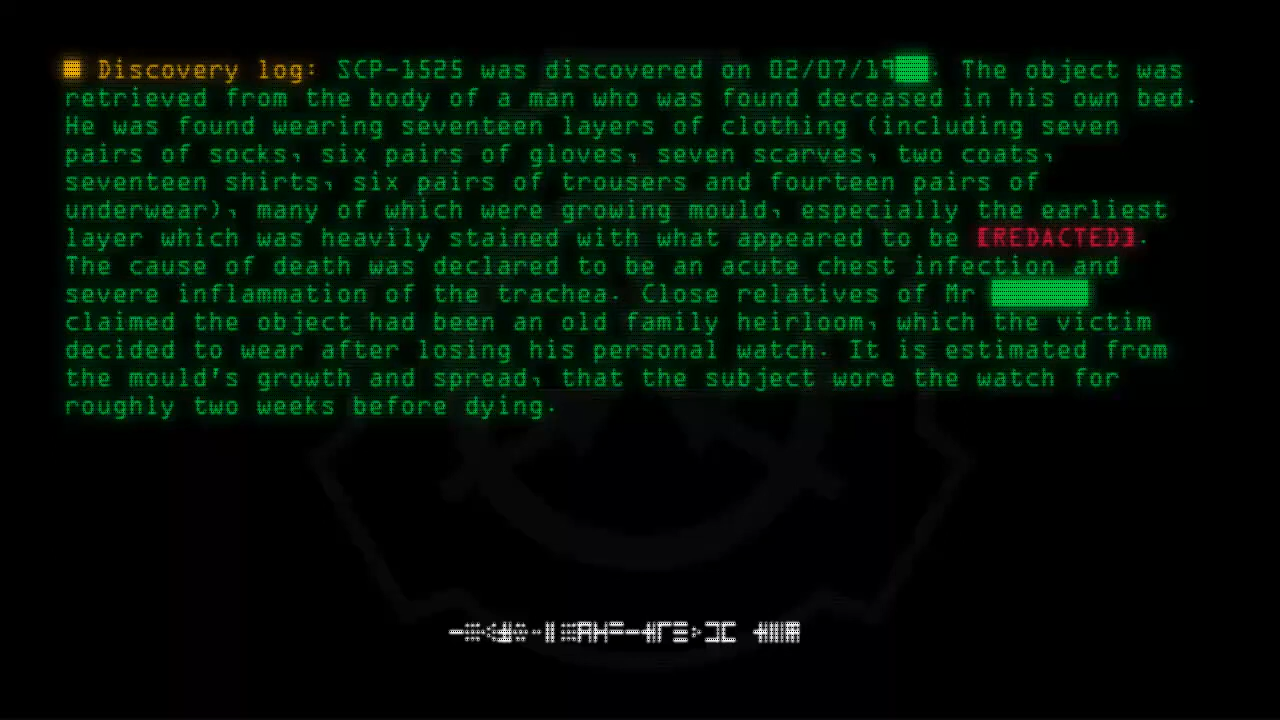 ■ Discovery log: SCP-1525 was discovered on 02/07/19██. The object was
retrieved from the body of a man who was found deceased in his own bed.
He was found wearing seventeen layers of clothing (including seven
pairs of socks, six pairs of gloves, seven scarves, two coats,
seventeen shirts, six pairs of trousers and fourteen pairs of
underwear), many of which were growing mould, especially the earliest
layer which was heavily stained with what appeared to be [REDACTED].
The cause of death was declared to be an acute chest infection and
severe inflammation of the trachea. Close relatives of Mr ██████
claimed the object had been an old family heirloom, which the victim
decided to wear after losing his personal watch. It is estimated from
the mould's growth and spread, that the subject wore the watch for
roughly two weeks before dying.